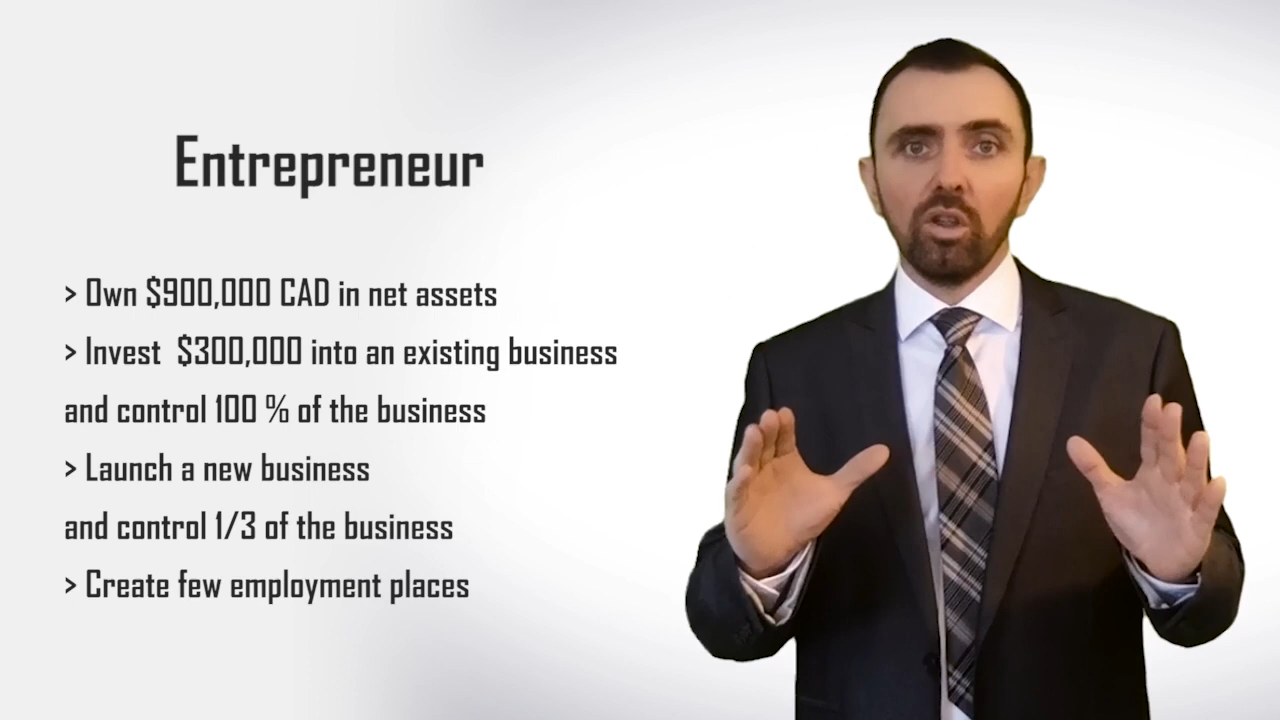 Entrepreneur
> Own $900,000 CAD in net assets
> Invest $300,000 into an existing business
and control 100 % of the business
> Launch a new business
and control 1/3 of the business
> Create few employment places